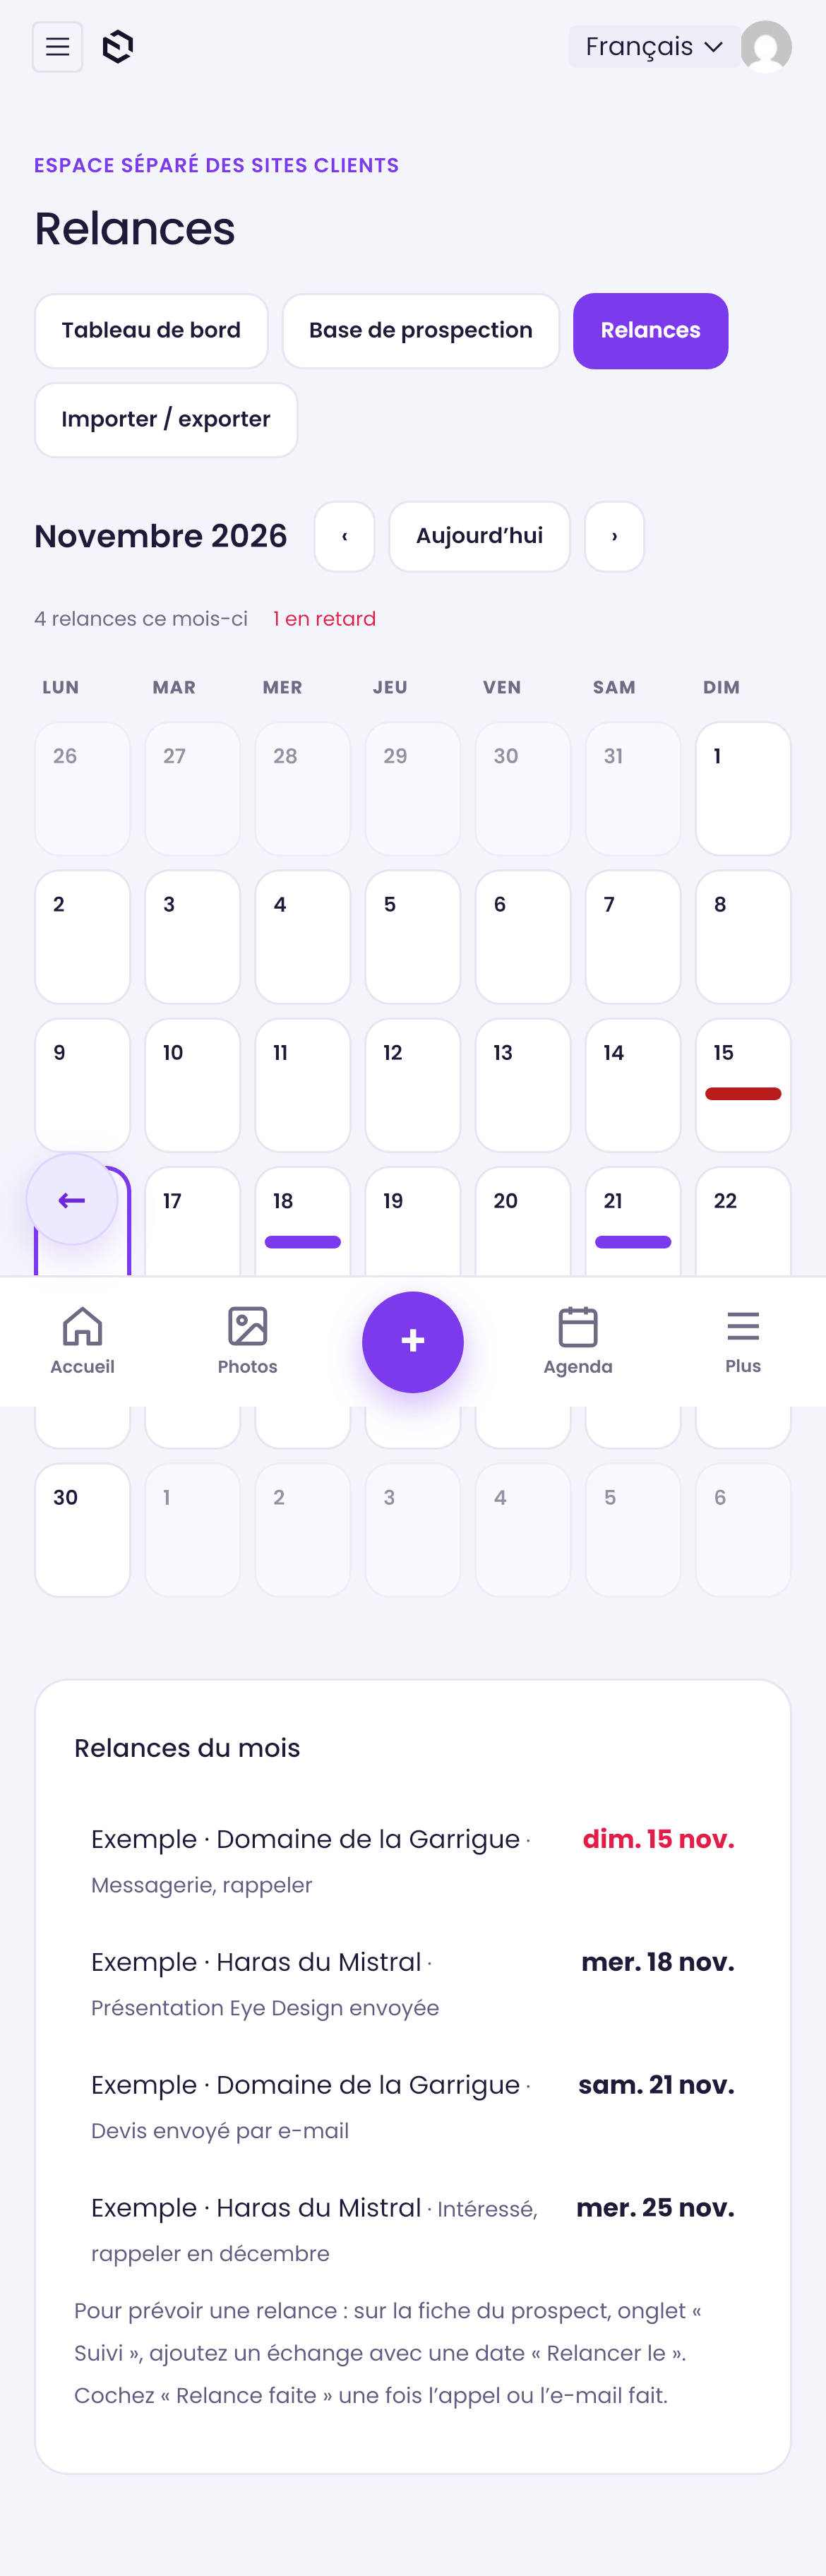 Français
ESPACE SÉPARÉ DES SITES CLIENTS
Relances
Tableau de bord
Base de prospection
Relances
Importer / exporter
Novembre 2026
‹
Aujourd’hui
›
4 relances ce mois-ci 1 en retard
LUN MAR MER JEU VEN SAM DIM
26 27 28 29 30 31 1
2 3 4 5 6 7 8
9 10 11 12 13 14 15
17 18 19 20 21 22
Accueil Photos + Agenda Plus
30 1 2 3 4 5 6
Relances du mois
Exemple · Domaine de la Garrigue · dim. 15 nov.
Messagerie, rappeler
Exemple · Haras du Mistral · mer. 18 nov.
Présentation Eye Design envoyée
Exemple · Domaine de la Garrigue · sam. 21 nov.
Devis envoyé par e-mail
Exemple · Haras du Mistral · Intéressé, mer. 25 nov.
rappeler en décembre
Pour prévoir une relance : sur la fiche du prospect, onglet «
Suivi », ajoutez un échange avec une date « Relancer le ».
Cochez « Relance faite » une fois l’appel ou l’e-mail fait.